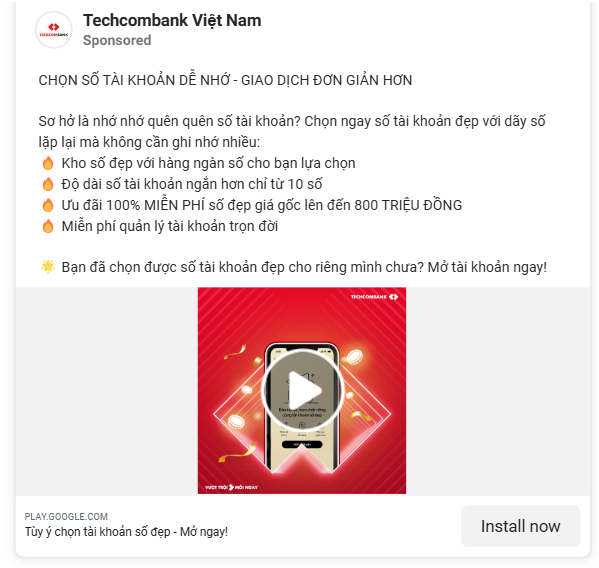 TECHCOMBANK
Techcombank Việt Nam
Sponsored
CHỌN SỐ TÀI KHOẢN DỄ NHỚ - GIAO DỊCH ĐƠN GIẢN HƠN
Sơ hở là nhớ nhớ quên quên số tài khoản? Chọn ngay số tài khoản đẹp với dãy số
lặp lại mà không cần ghi nhớ nhiều:
🔥 Kho số đẹp với hàng ngàn số cho bạn lựa chọn
🔥 Độ dài số tài khoản ngắn hơn chỉ từ 10 số
🔥 Ưu đãi 100% MIỄN PHÍ số đẹp giá gốc lên đến 800 TRIỆU ĐỒNG
🔥 Miễn phí quản lý tài khoản trọn đời
🌟 Bạn đã chọn được số tài khoản đẹp cho riêng mình chưa? Mở tài khoản ngay!
TECHCOMBANK
VƯỢT TRỘI MỖI NGÀY
PLAY.GOOGLE.COM
Tùy ý chọn tài khoản số đẹp - Mở ngay!
Install now